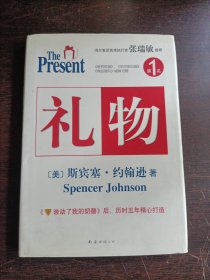 The
Present
海尔集团首席执行官 张瑞敏 推荐
第1名
礼物
〔美〕斯宾塞·约翰逊 著
Spencer Johnson
《谁动了我的奶酪》后，历时五年精心打造
南海出版公司